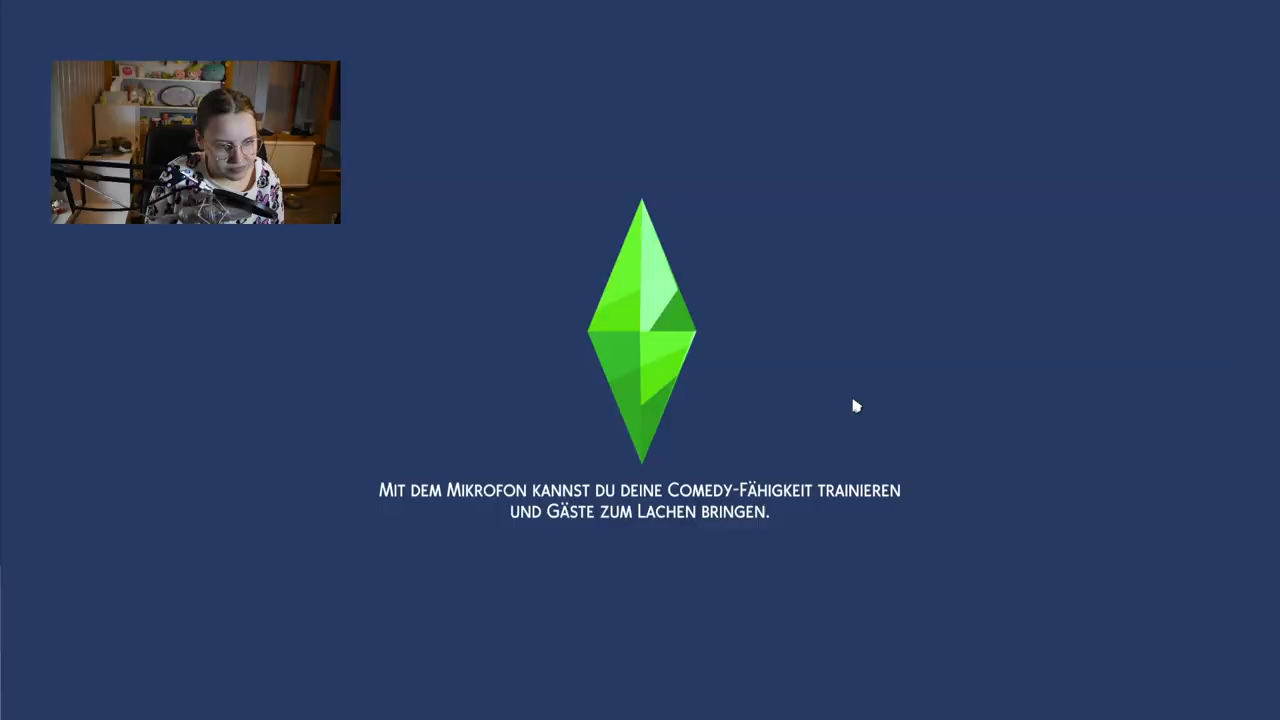 Mit dem Mikrofon kannst du deine Comedy-Fähigkeit trainieren
und Gäste zum Lachen bringen.